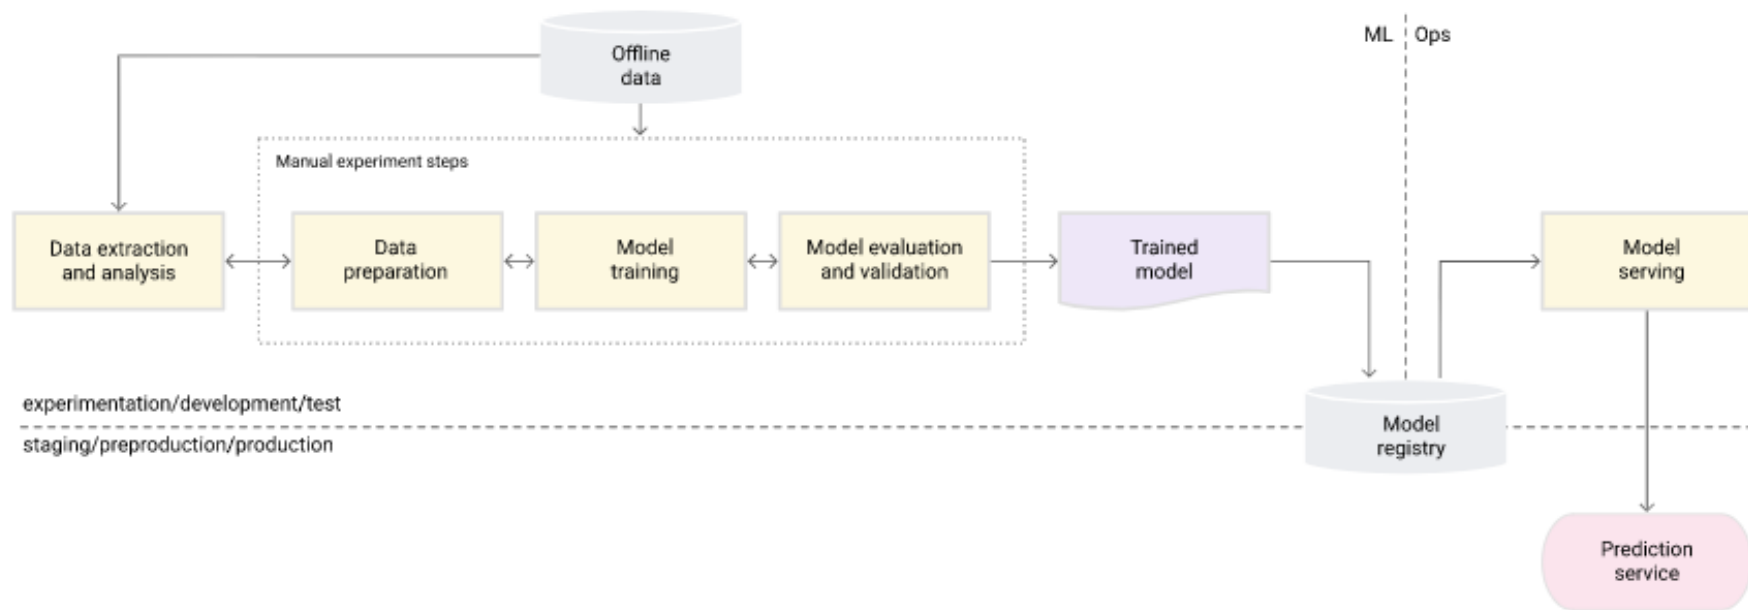 Offline
data
ML
Ops
Manual experiment steps
Data extraction
and analysis
Data
preparation
Model
training
Model evaluation
and validation
Trained
model
Model
serving
experimentation/development/test
staging/preproduction/production
Model
registry
Prediction
service